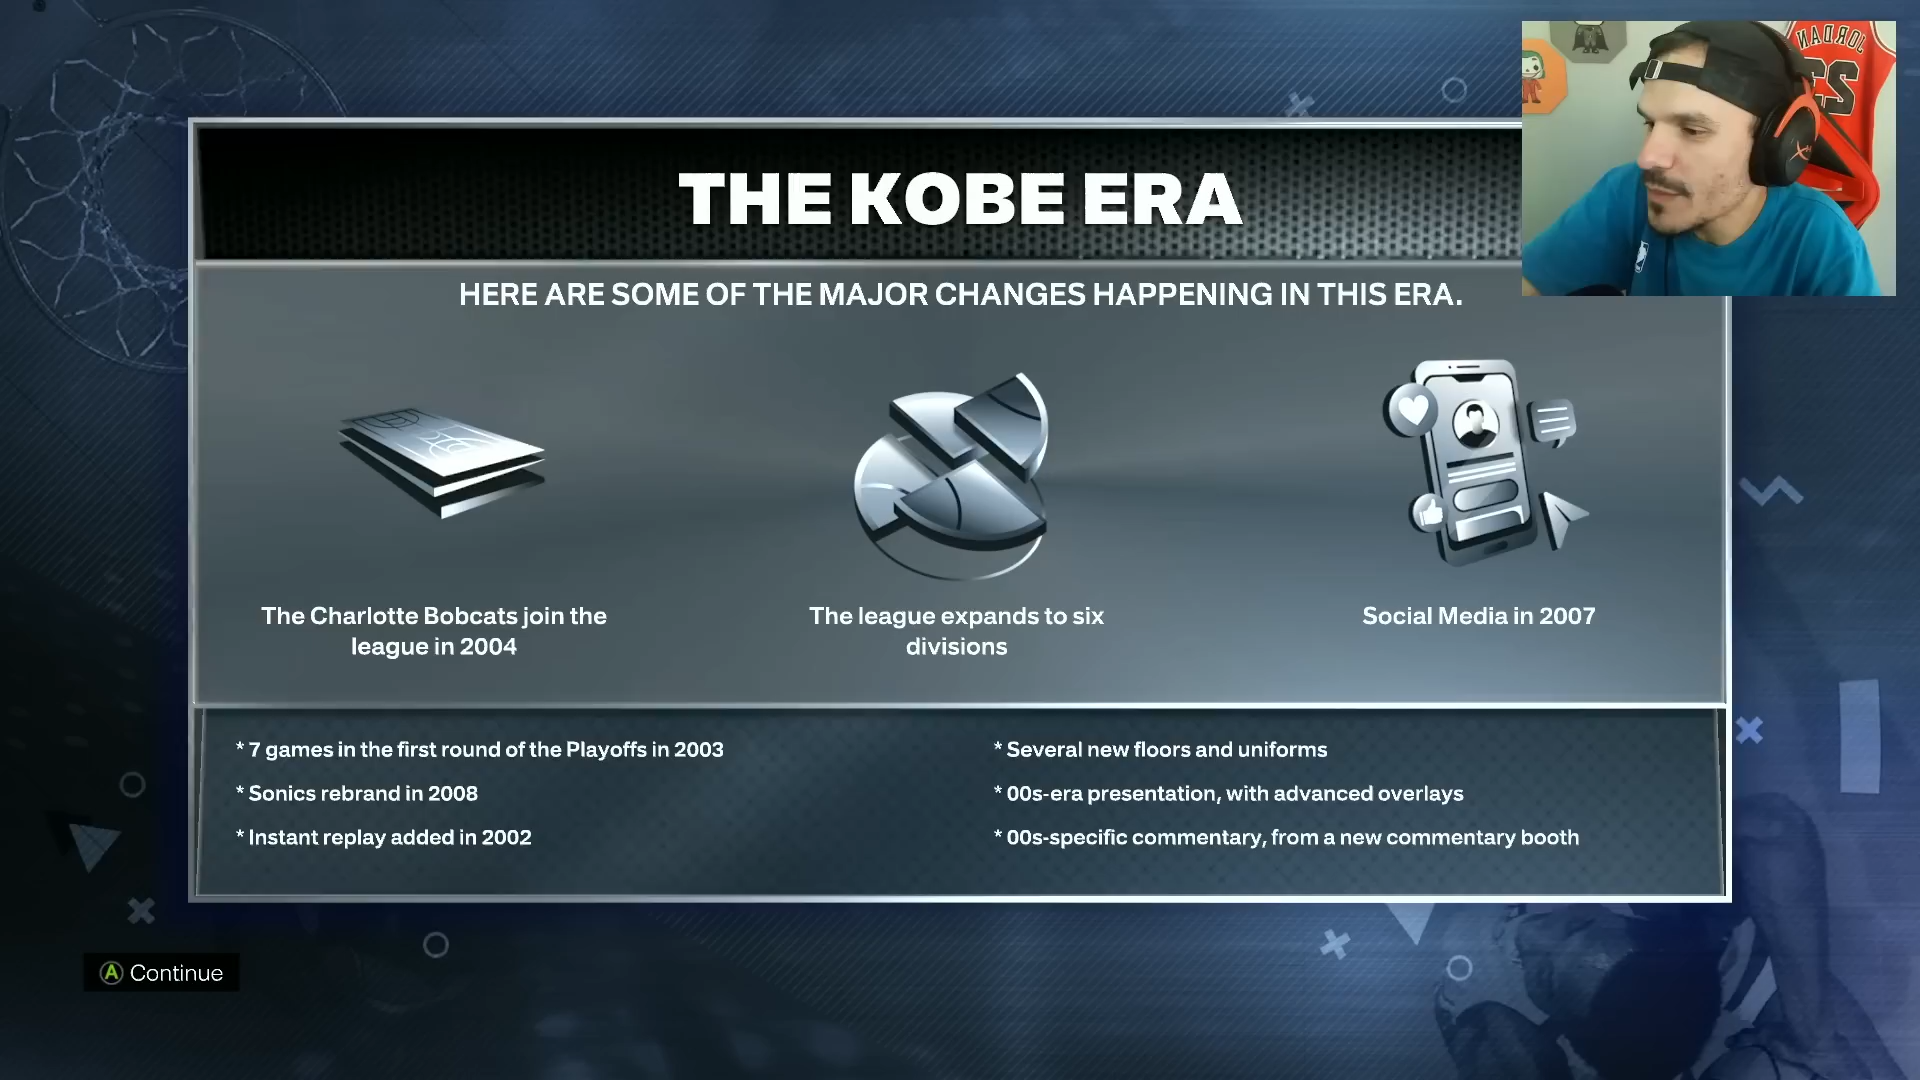 THE KOBE ERA
HERE ARE SOME OF THE MAJOR CHANGES HAPPENING IN THIS ERA.
The Charlotte Bobcats join the
league in 2004
The league expands to six
divisions
Social Media in 2007
* 7 games in the first round of the Playoffs in 2003
* Sonics rebrand in 2008
* Instant replay added in 2002
* Several new floors and uniforms
* 00s-era presentation, with advanced overlays
* 00s-specific commentary, from a new commentary booth
A Continue
JORDAN
23